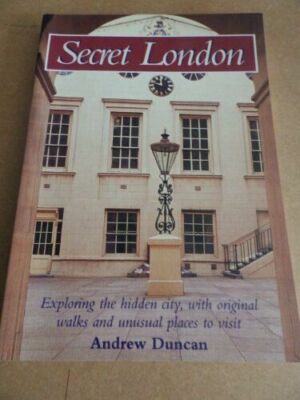 Secret London
Exploring the hidden city, with original
walks and unusual places to visit
Andrew Duncan